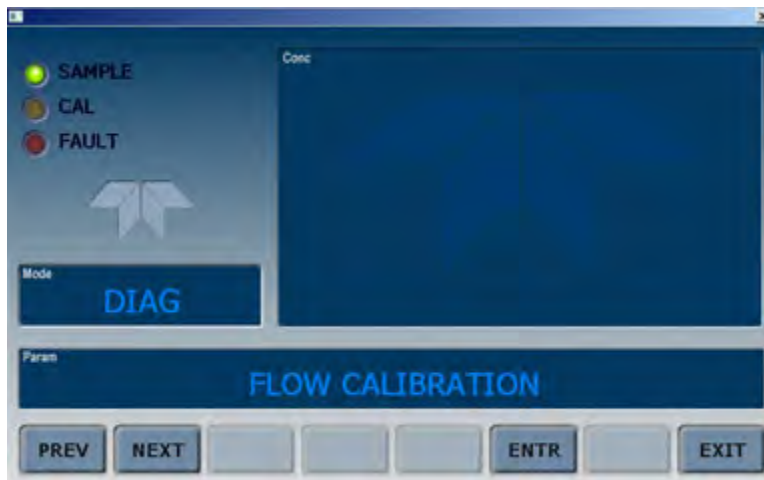 SAMPLE
CAL
FAULT
Conc
Mode
DIAG
Param
FLOW CALIBRATION
PREV NEXT ENTR EXIT